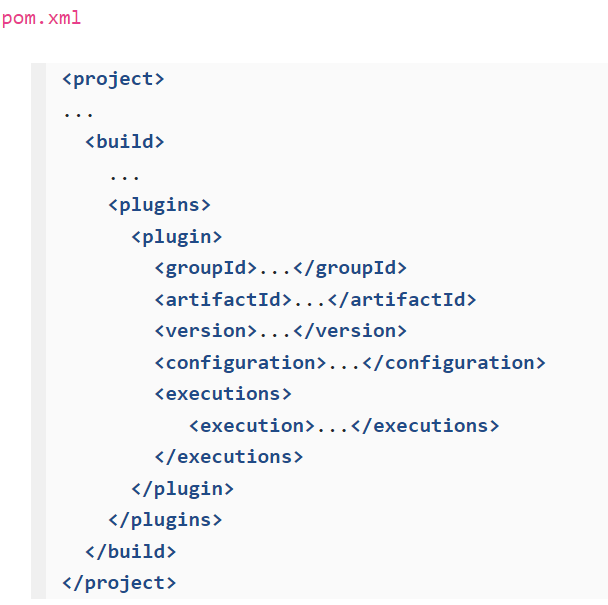 pom.xml
<project>
...
<build>
...
<plugins>
<plugin>
<groupId>...</groupId>
<artifactId>...</artifactId>
<version>...</version>
<configuration>...</configuration>
<executions>
<execution>...</executions>
</executions>
</plugin>
</plugins>
</build>
</project>